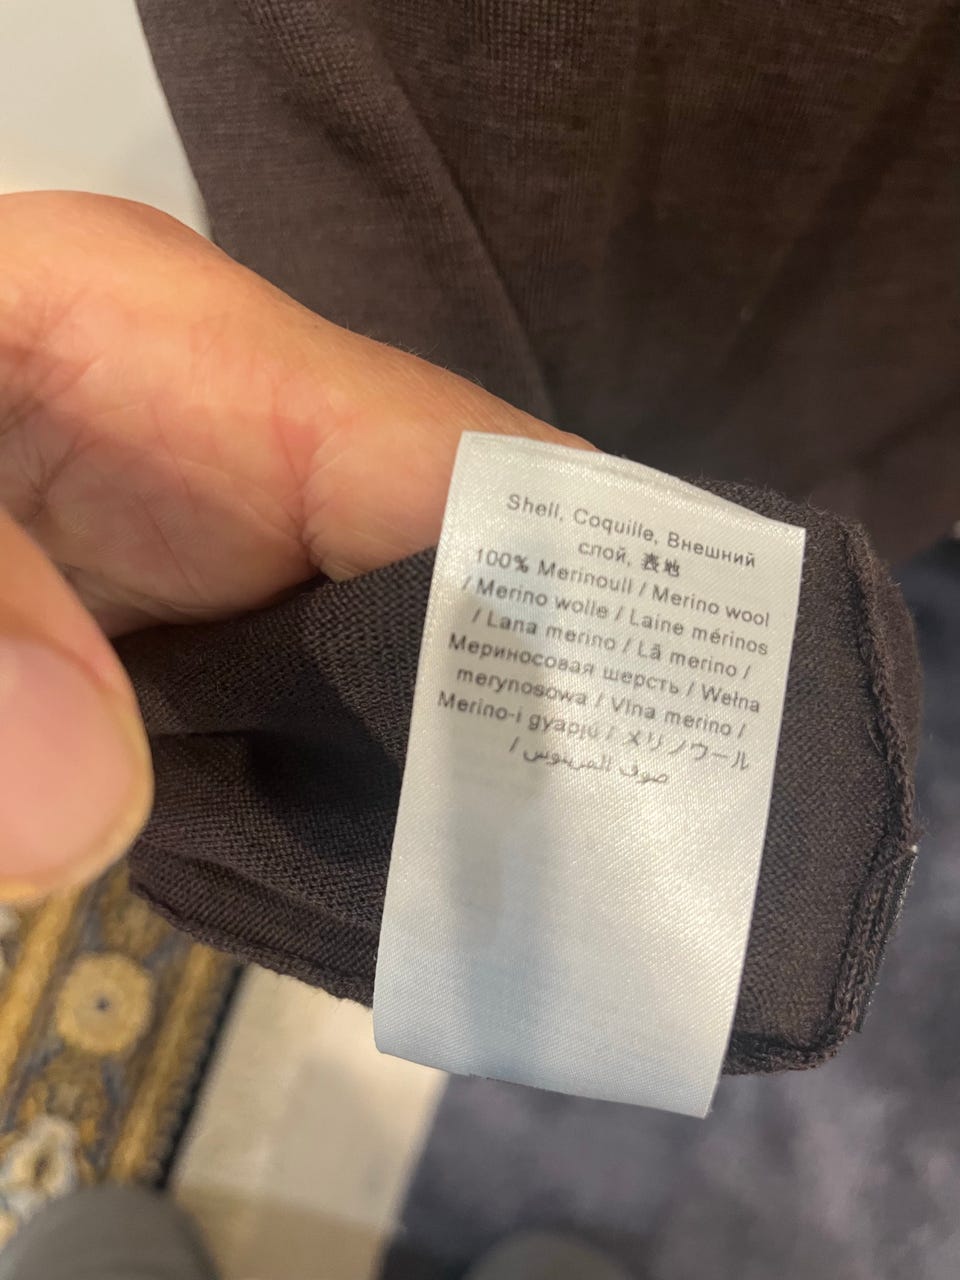 Shell, Coquille, Внешний
слой, 表地
100% Merinoull / Merino wool
/ Merino wolle / Laine mérinos
/ Lana merino / Lã merino /
Мериносовая шерсть / Wełna
merynosowa / Vlna merino /
Merino-i gyapjú / メリノウール
/ صوف المرينوس